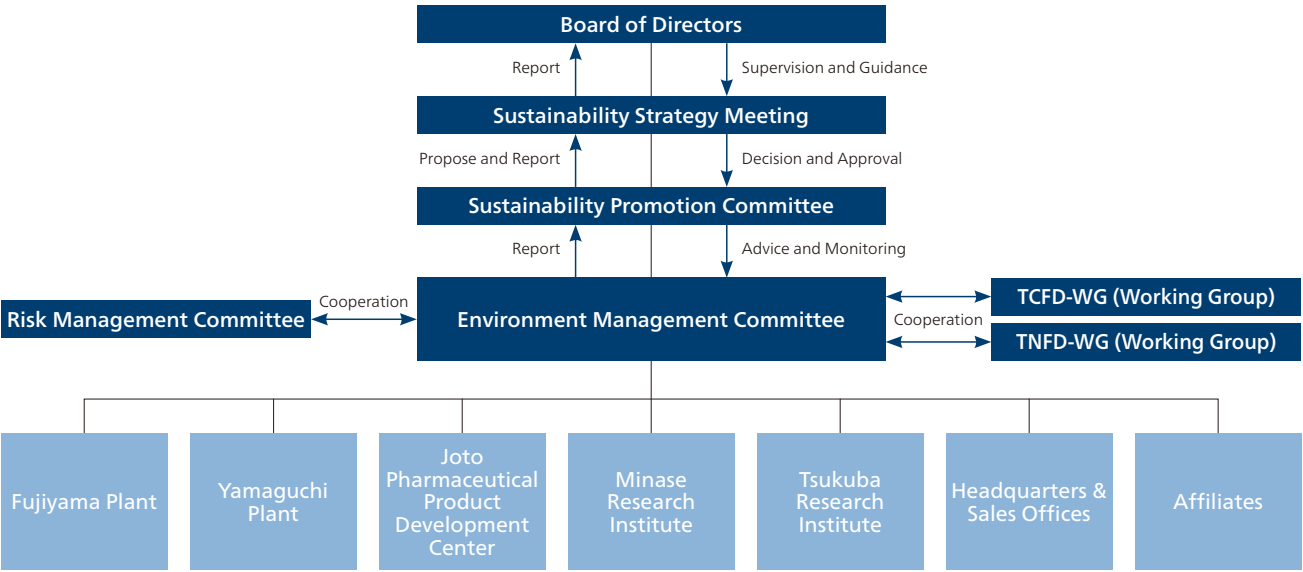 Board of Directors
Report
Supervision and Guidance
Sustainability Strategy Meeting
Propose and Report
Decision and Approval
Sustainability Promotion Committee
Report
Advice and Monitoring
Risk Management Committee
Cooperation
Environment Management Committee
Cooperation
TCFD-WG (Working Group)
TNFD-WG (Working Group)
Fujiyama Plant
Yamaguchi
Plant
Joto
Pharmaceutical
Product
Development
Center
Minase
Research
Institute
Tsukuba
Research
Institute
Headquarters &
Sales Offices
Affiliates